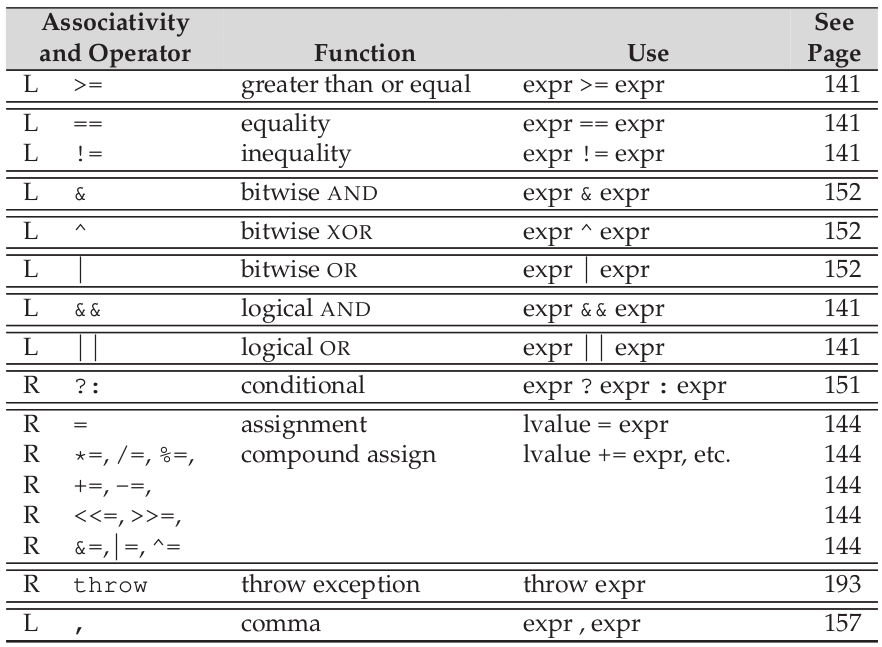 Associativity See
and Operator Function Use Page
L >= greater than or equal expr >= expr 141
L == equality expr == expr 141
L != inequality expr != expr 141
L & bitwise AND expr & expr 152
L ^ bitwise XOR expr ^ expr 152
L | bitwise OR expr | expr 152
L && logical AND expr && expr 141
L || logical OR expr || expr 141
R ?: conditional expr ? expr : expr 151
R = assignment lvalue = expr 144
R *=, /=, %=, compound assign lvalue += expr, etc. 144
R +=, -=, 144
R <<=, >>=, 144
R &=,|=, ^= 144
R throw throw exception throw expr 193
L , comma expr , expr 157